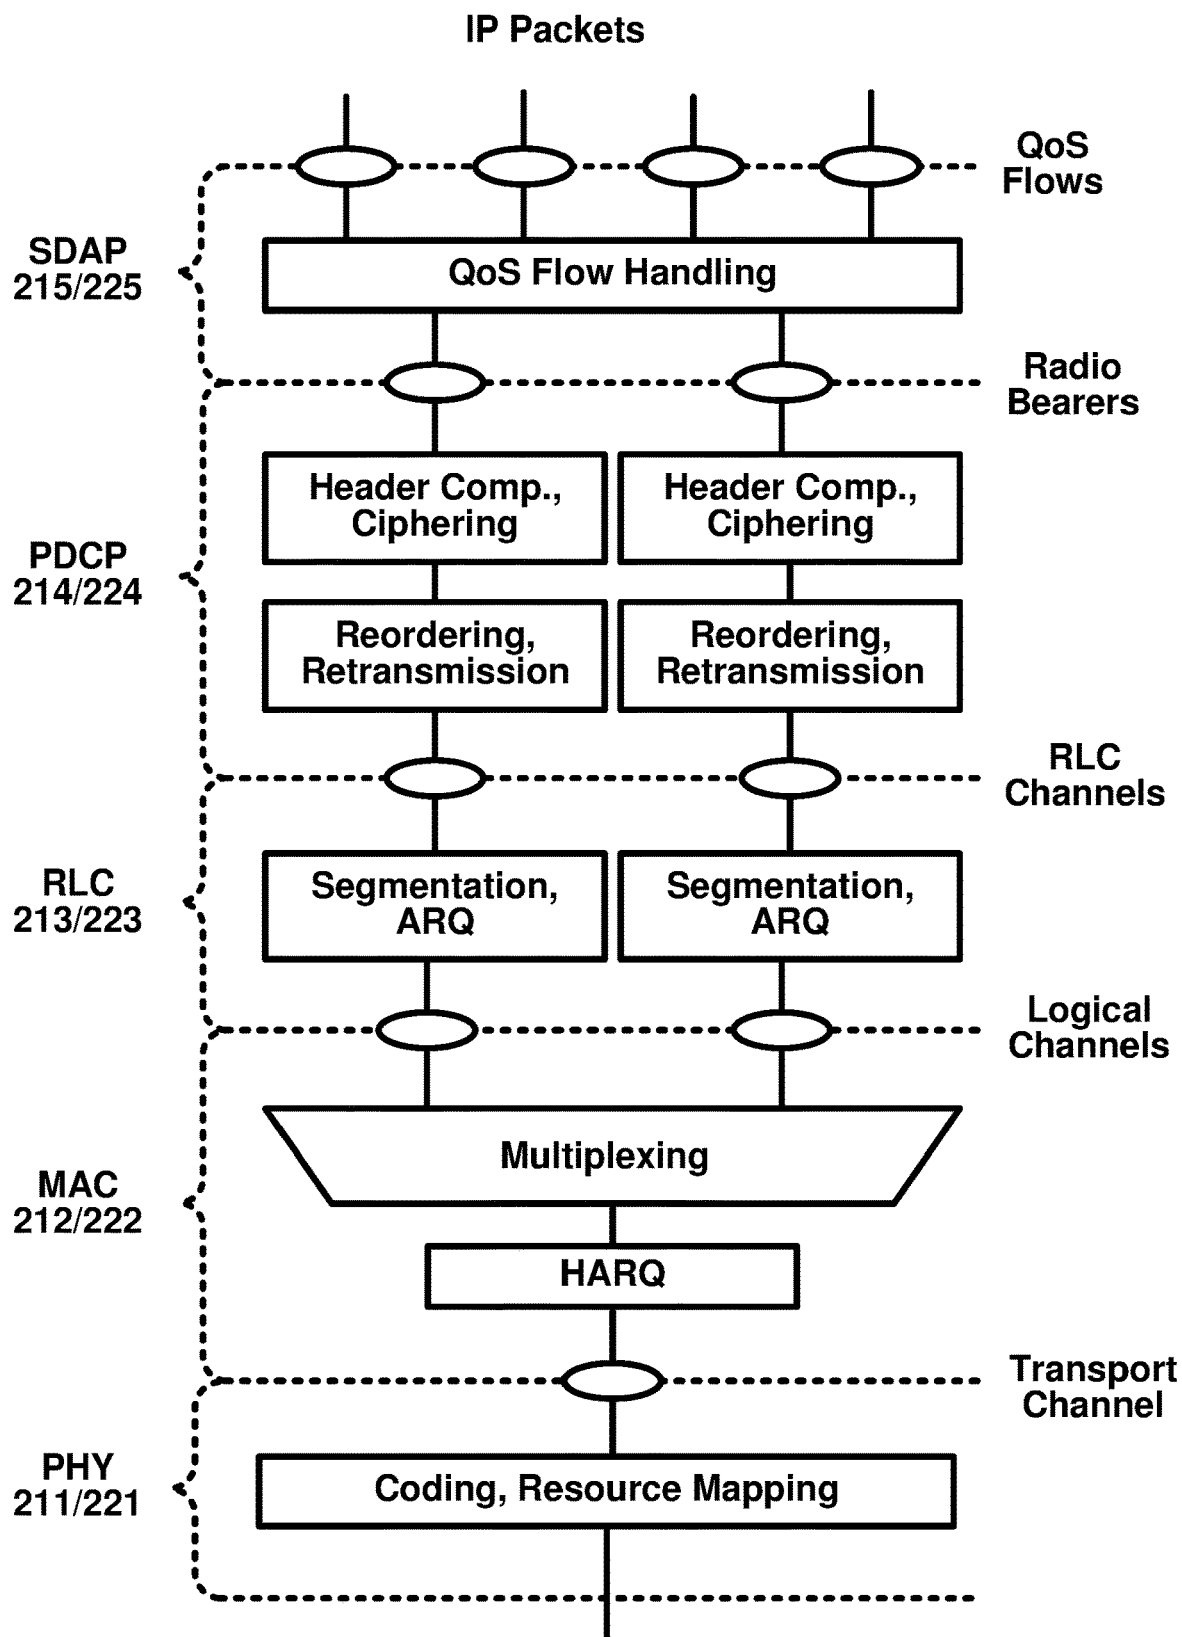 IP Packets
QoS
Flows
SDAP
215/225
QoS Flow Handling
Radio
Bearers
Header Comp.,
Ciphering
Header Comp.,
Ciphering
PDCP
214/224
Reordering,
Retransmission
Reordering,
Retransmission
RLC
Channels
RLC
213/223
Segmentation,
ARQ
Segmentation,
ARQ
Logical
Channels
Multiplexing
MAC
212/222
HARQ
Transport
Channel
PHY
211/221
Coding, Resource Mapping